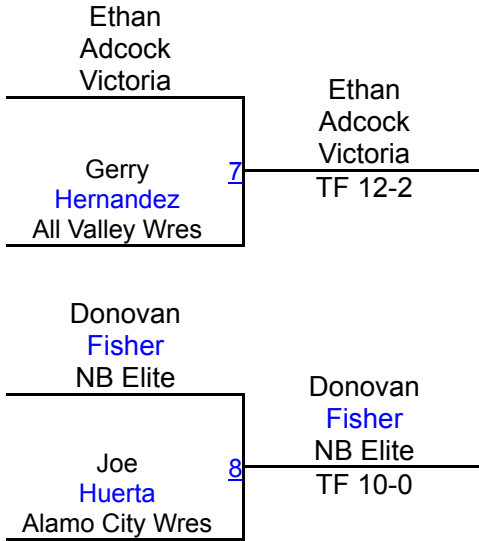 Ethan
Adcock
Victoria
Gerry
Hernandez
All Valley Wres
7
Ethan
Adcock
Victoria
TF 12-2
Donovan
Fisher
NB Elite
Joe
Huerta
Alamo City Wres
8
Donovan
Fisher
NB Elite
TF 10-0